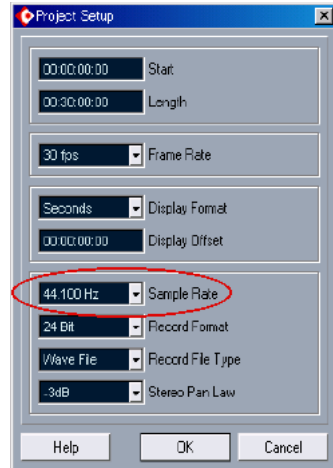 Project Setup
00:00:00:00 Start
00:30:00:00 Length
30 fps Frame Rate
Seconds Display Format
00:00:00:00 Display Offset
44.100 Hz Sample Rate
24 Bit Record Format
Wave File Record File Type
-3dB Stereo Pan Law
Help OK Cancel